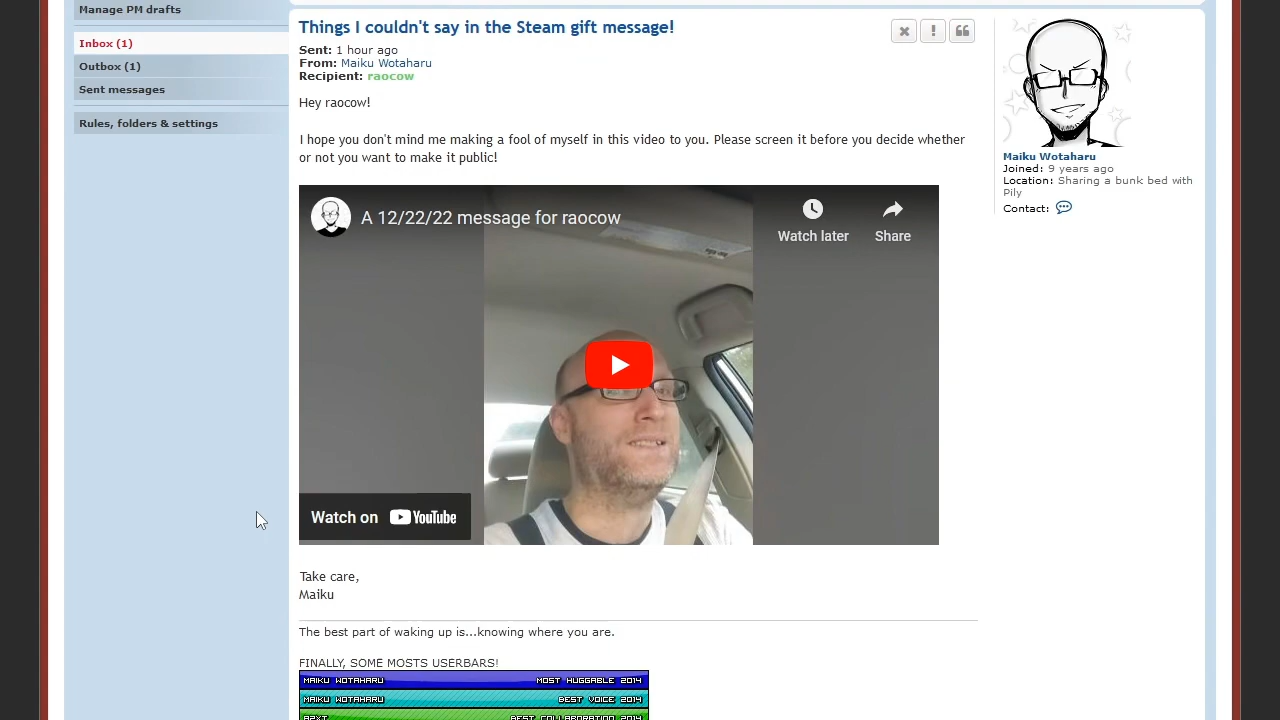 Manage PM drafts
Inbox (1)
Outbox (1)
Sent messages
Rules, folders & settings
Things I couldn't say in the Steam gift message!
Sent: 1 hour ago
From: Maiku Wotaharu
Recipient: raocow
Hey raocow!
I hope you don't mind me making a fool of myself in this video to you. Please screen it before you decide whether
or not you want to make it public!
A 12/22/22 message for raocow
Watch later
Share
Watch on YouTube
Take care,
Maiku
The best part of waking up is...knowing where you are.
FINALLY, SOME MOSTS USERBARS!
MAIKU WOTAHARU MOST HUGGABLE 2014
MAIKU WOTAHARU BEST VOICE 2014
A2XT BEST COLLABORATION 2014
Maiku Wotaharu
Joined: 9 years ago
Location: Sharing a bunk bed with
Pily
Contact: